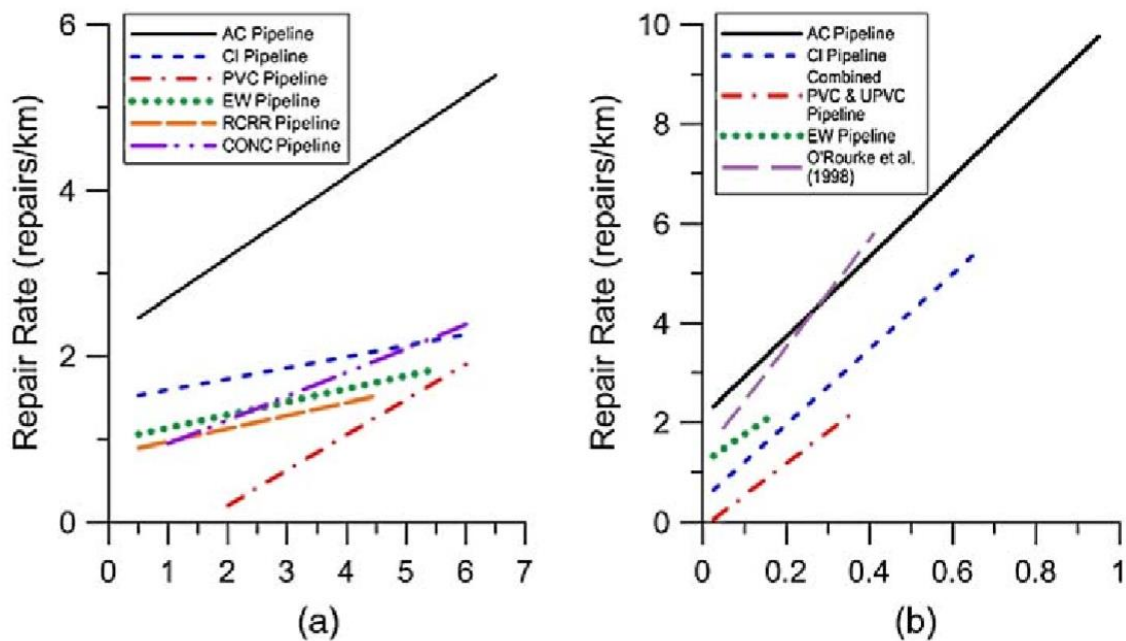 6
4
2
0
Repair Rate (repairs/km)
AC Pipeline
CI Pipeline
PVC Pipeline
EW Pipeline
RCRR Pipeline
CONC Pipeline
0 1 2 3 4 5 6 7
(a)
10
8
6
4
2
0
Repair Rate (repairs/km)
AC Pipeline
CI Pipeline
Combined
PVC & UPVC
Pipeline
EW Pipeline
O'Rourke et al.
(1998)
0 0.2 0.4 0.6 0.8 1
(b)